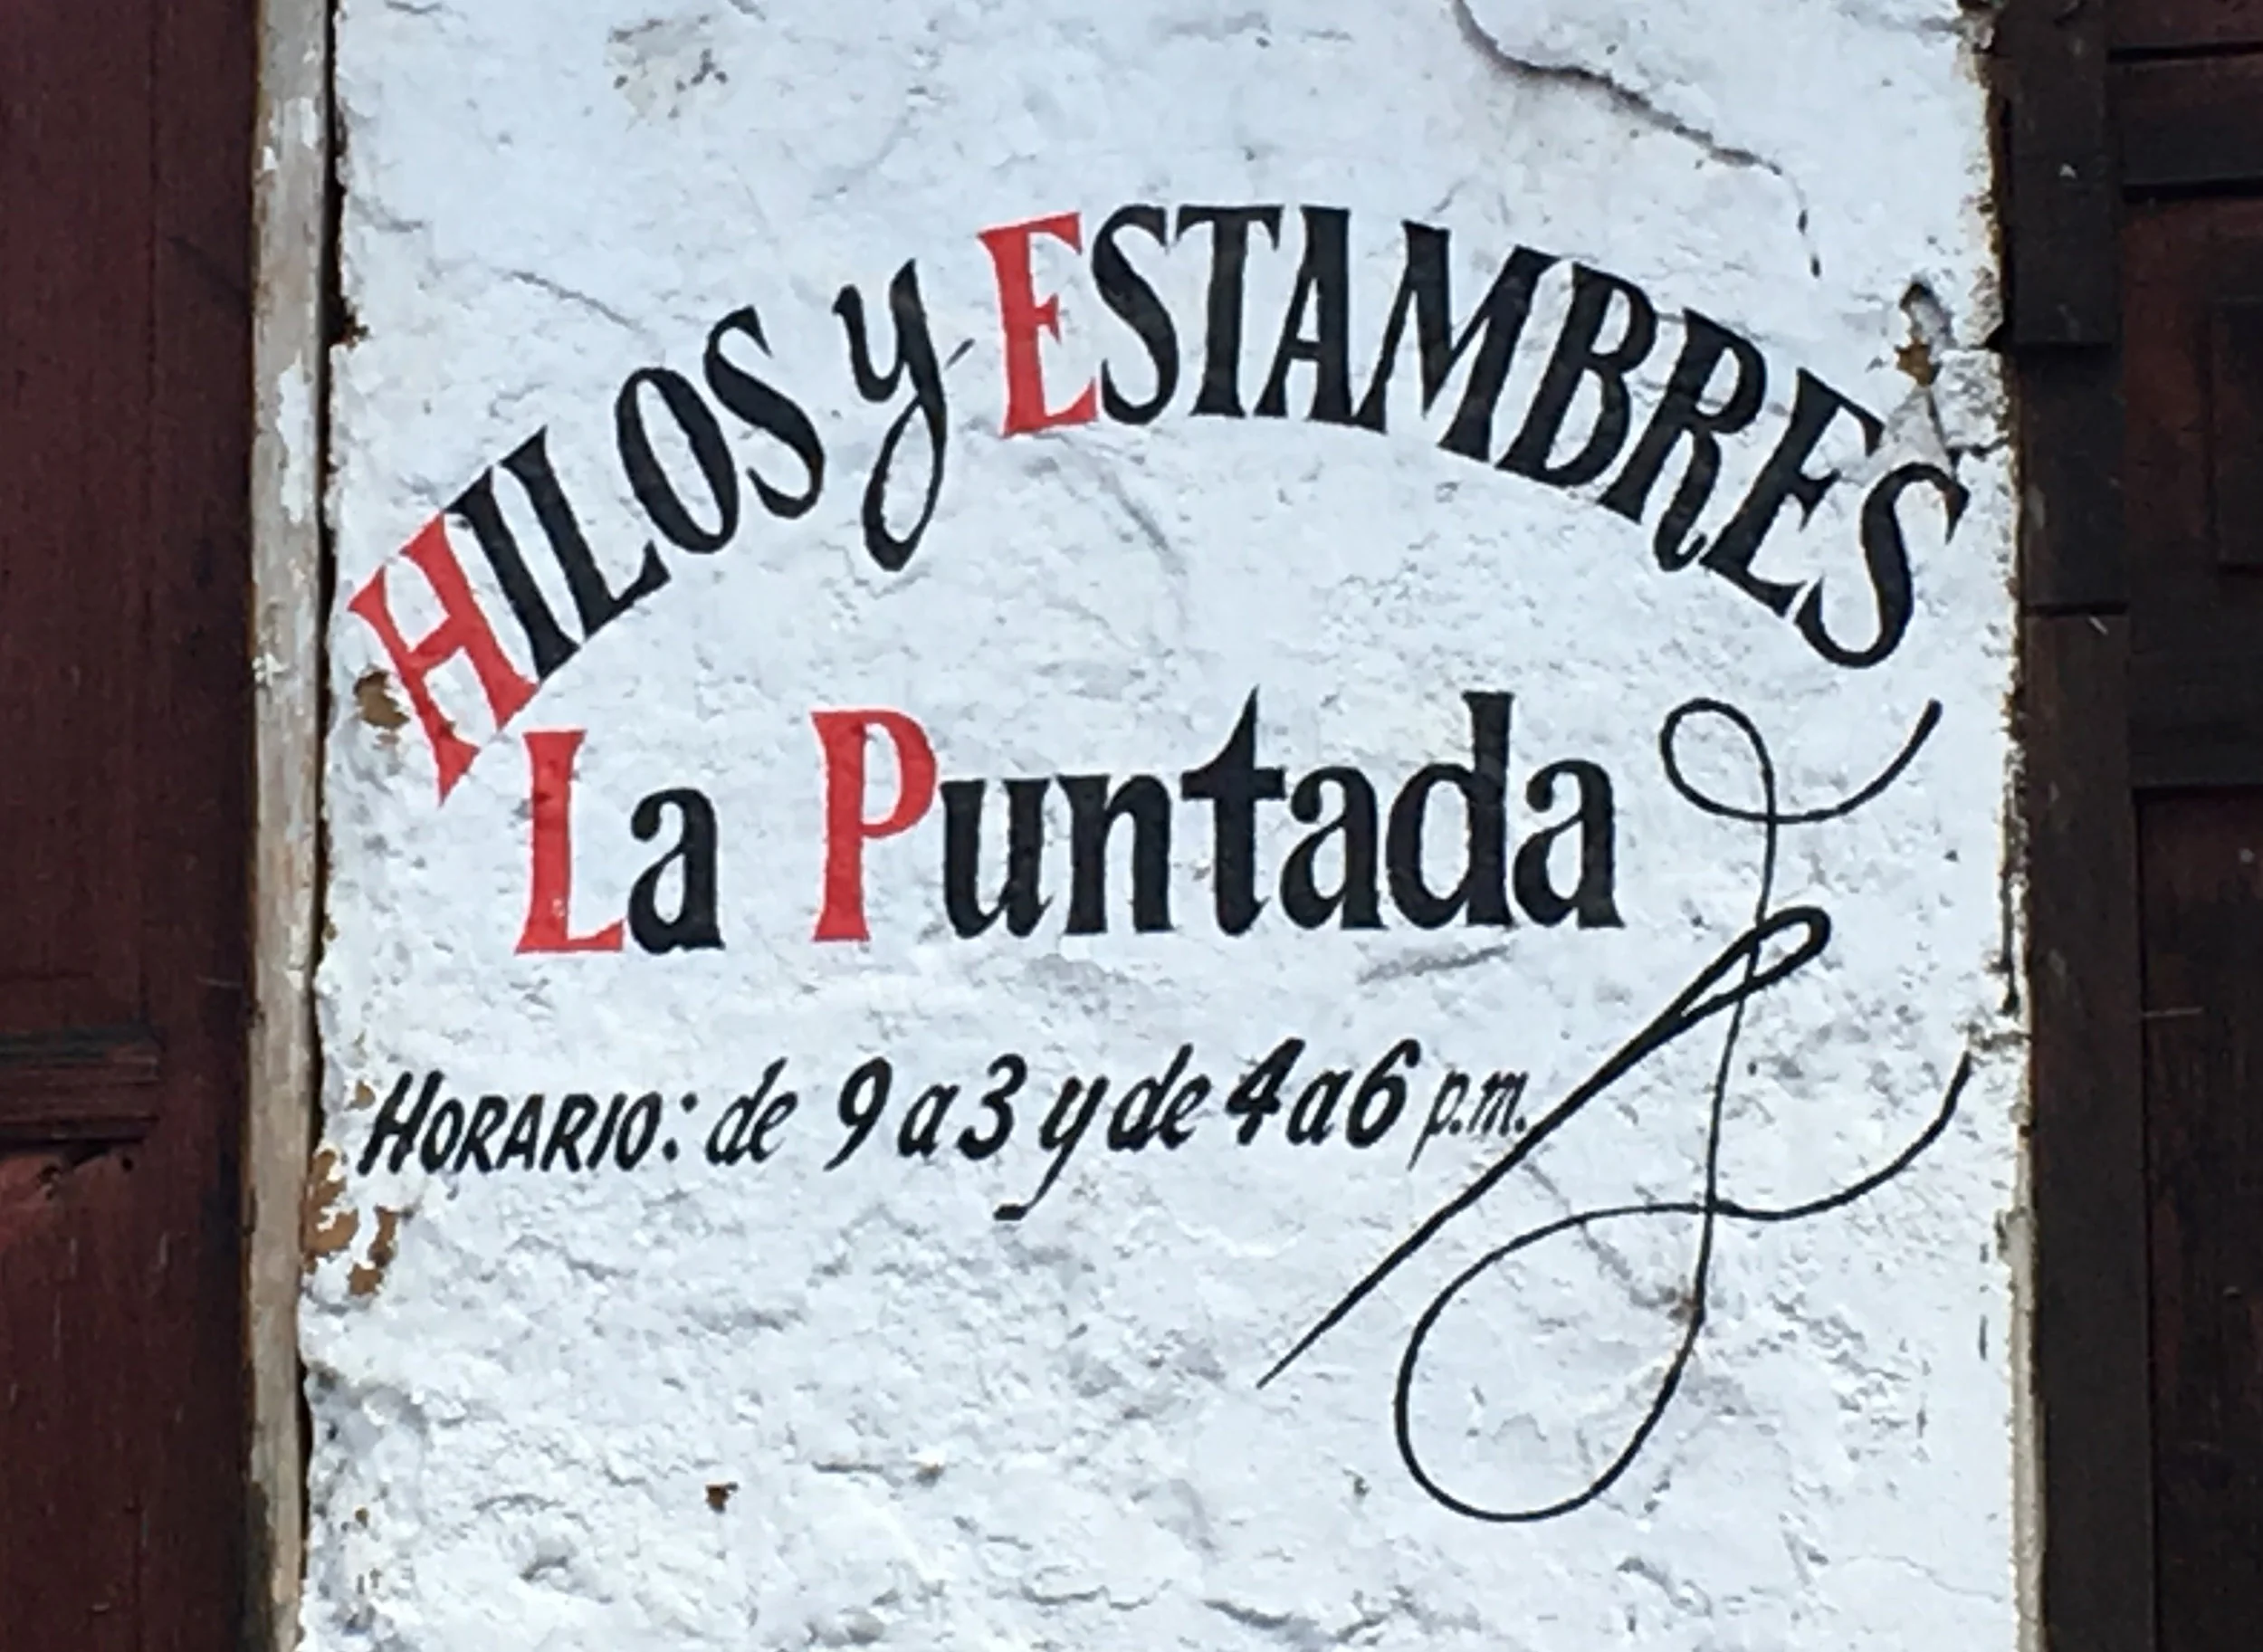 HILOS y ESTAMBRES
La Puntada
HORARIO: de 9 a 3 y de 4 a 6 p.m.